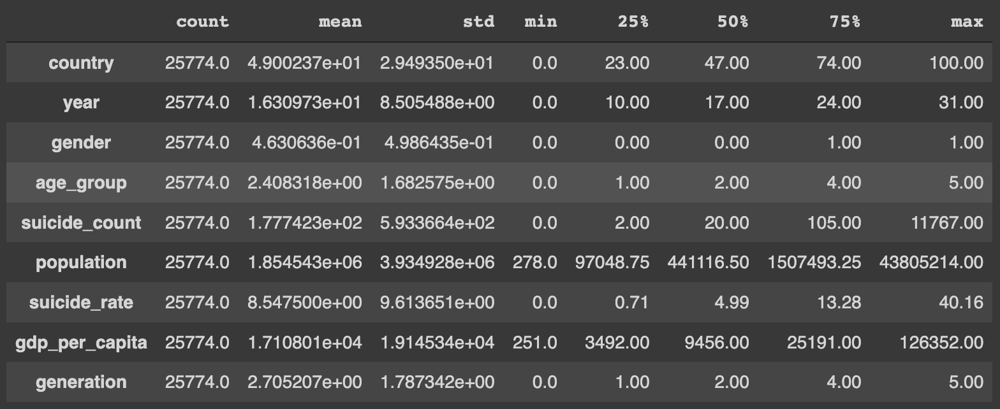 count mean std min 25% 50% 75% max
country 25774.0 4.900237e+01 2.949350e+01 0.0 23.00 47.00 74.00 100.00
year 25774.0 1.630973e+01 8.505488e+00 0.0 10.00 17.00 24.00 31.00
gender 25774.0 4.630636e-01 4.986435e-01 0.0 0.00 0.00 1.00 1.00
age_group 25774.0 2.408318e+00 1.682575e+00 0.0 1.00 2.00 4.00 5.00
suicide_count 25774.0 1.777423e+02 5.933664e+02 0.0 2.00 20.00 105.00 11767.00
population 25774.0 1.854543e+06 3.934928e+06 278.0 97048.75 441116.50 1507493.25 43805214.00
suicide_rate 25774.0 8.547500e+00 9.613651e+00 0.0 0.71 4.99 13.28 40.16
gdp_per_capita 25774.0 1.710801e+04 1.914534e+04 251.0 3492.00 9456.00 25191.00 126352.00
generation 25774.0 2.705207e+00 1.787342e+00 0.0 1.00 2.00 4.00 5.00